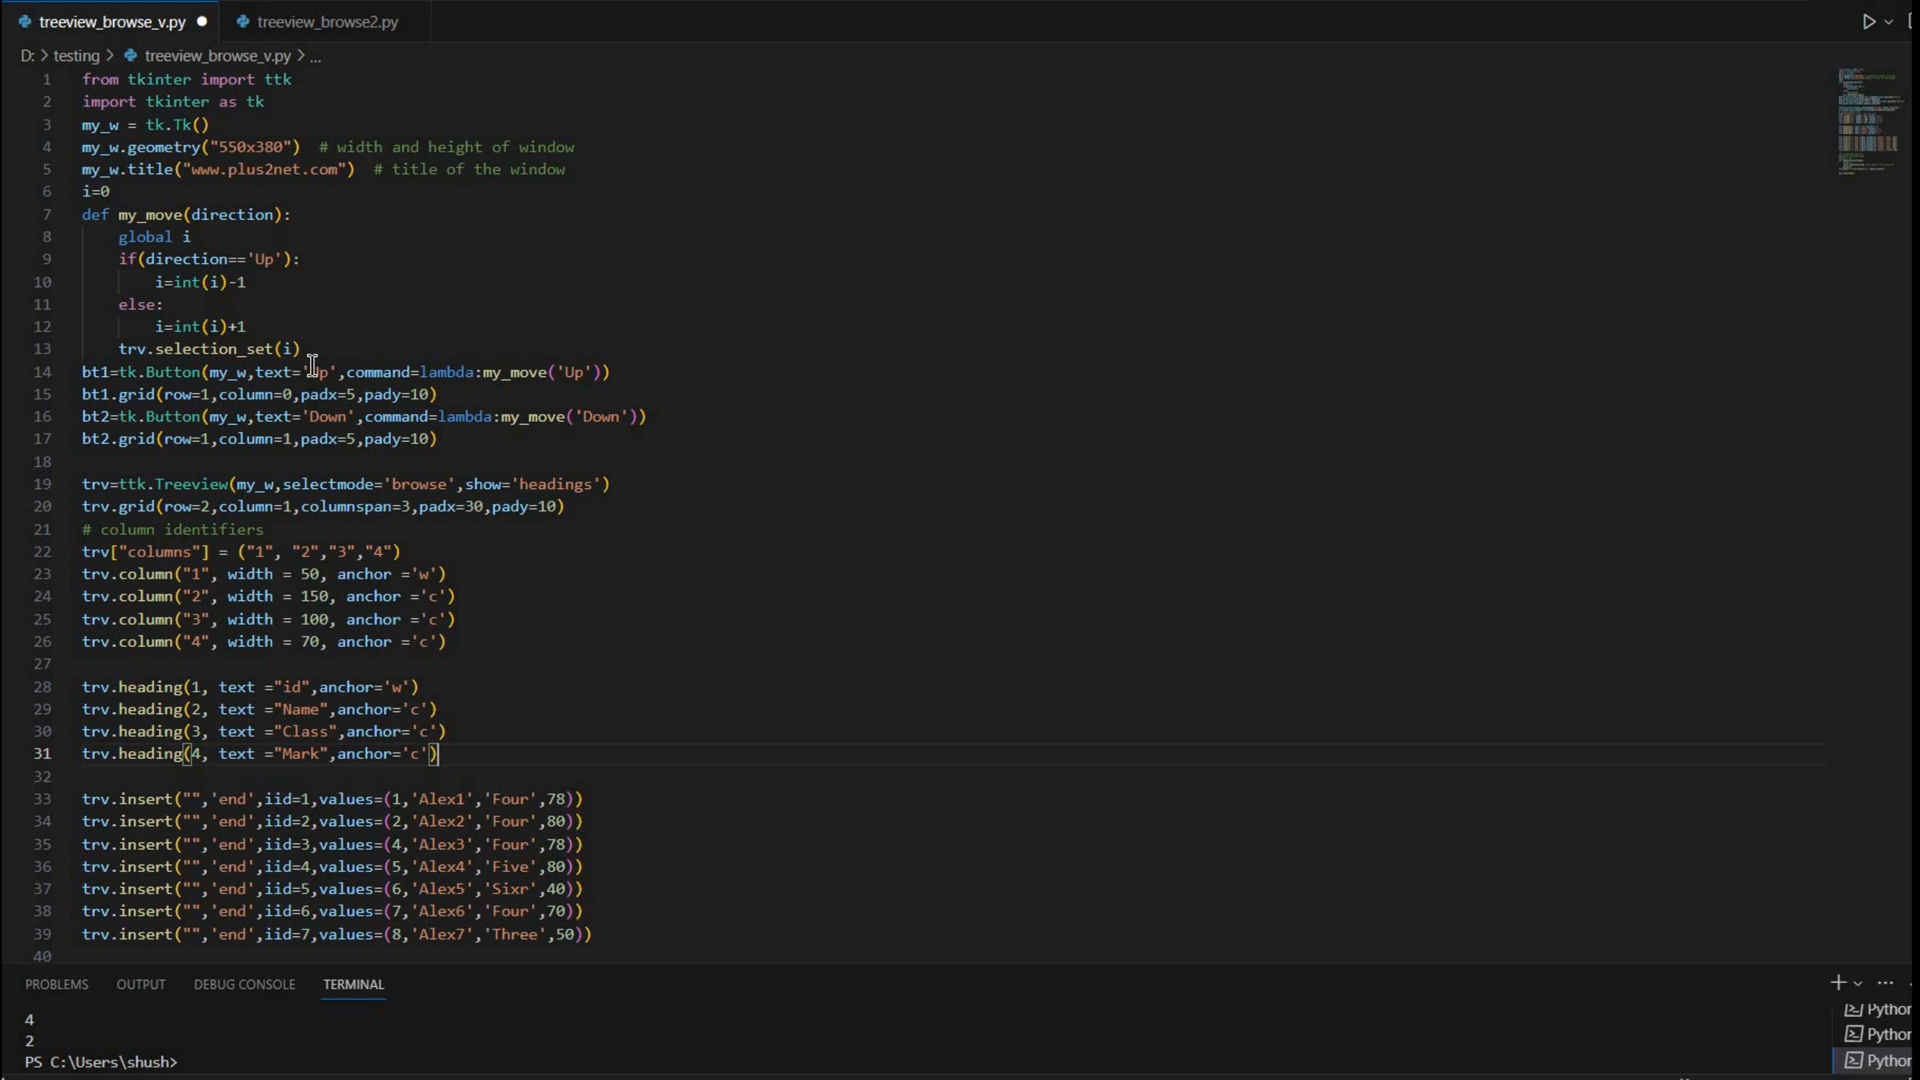 treeview_browse_v.py
treeview_browse2.py
D: > testing > treeview_browse_v.py > ...
1 from tkinter import ttk
2 import tkinter as tk
3 my_w = tk.Tk()
4 my_w.geometry("550x380")  # width and height of window
5 my_w.title("www.plus2net.com")  # title of the window
6 i=0
7 def my_move(direction):
8     global i
9     if(direction=='Up'):
10         i=int(i)-1
11     else:
12         i=int(i)+1
13     trv.selection_set(i)
14 bt1=tk.Button(my_w,text='Up',command=lambda:my_move('Up'))
15 bt1.grid(row=1,column=0,padx=5,pady=10)
16 bt2=tk.Button(my_w,text='Down',command=lambda:my_move('Down'))
17 bt2.grid(row=1,column=1,padx=5,pady=10)
18
19 trv=ttk.Treeview(my_w,selectmode='browse',show='headings')
20 trv.grid(row=2,column=1,columnspan=3,padx=30,pady=10)
21 # column identifiers
22 trv["columns"] = ("1", "2","3","4")
23 trv.column("1", width = 50, anchor ='w')
24 trv.column("2", width = 150, anchor ='c')
25 trv.column("3", width = 100, anchor ='c')
26 trv.column("4", width = 70, anchor ='c')
27
28 trv.heading(1, text ="id",anchor='w')
29 trv.heading(2, text ="Name",anchor='c')
30 trv.heading(3, text ="Class",anchor='c')
31 trv.heading(4, text ="Mark",anchor='c')
32
33 trv.insert("",'end',iid=1,values=(1,'Alex1','Four',78))
34 trv.insert("",'end',iid=2,values=(2,'Alex2','Four',80))
35 trv.insert("",'end',iid=3,values=(4,'Alex3','Four',78))
36 trv.insert("",'end',iid=4,values=(5,'Alex4','Five',80))
37 trv.insert("",'end',iid=5,values=(6,'Alex5','Sixr',40))
38 trv.insert("",'end',iid=6,values=(7,'Alex6','Four',70))
39 trv.insert("",'end',iid=7,values=(8,'Alex7','Three',50))
40
PROBLEMS OUTPUT DEBUG CONSOLE TERMINAL
4
2
PS C:\Users\shush>
Python
Python
Python